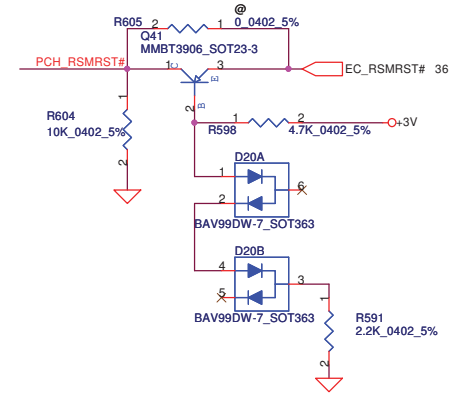 @
R605 2 1 0_0402_5%
Q41
MMBT3906_SOT23-3
PCH_RSMRST# 1 C 3 E EC_RSMRST# 36
2 B
1
R604
10K_0402_5%
2
R598 1 2 4.7K_0402_5% +3V
D20A
1
6
2
BAV99DW-7_SOT363
D20B
4
3
5
BAV99DW-7_SOT363
1
R591
2.2K_0402_5%
2